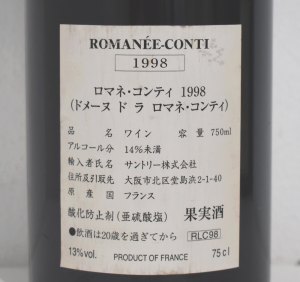 ROMANÉE-CONTI
1998
ロマネ・コンティ 1998
(ドメーヌ ド ラ ロマネ・コンティ)
品 名 ワイン 容量 750ml
アルコール分 14%未満
輸入者氏名 サントリー株式会社
住所及引取先 大阪市北区堂島浜2-1-40
原産国 フランス
酸化防止剤(亜硫酸塩) 果実酒
●飲酒は20歳を過ぎてから RLC98
13%vol. PRODUCT OF FRANCE 75cl